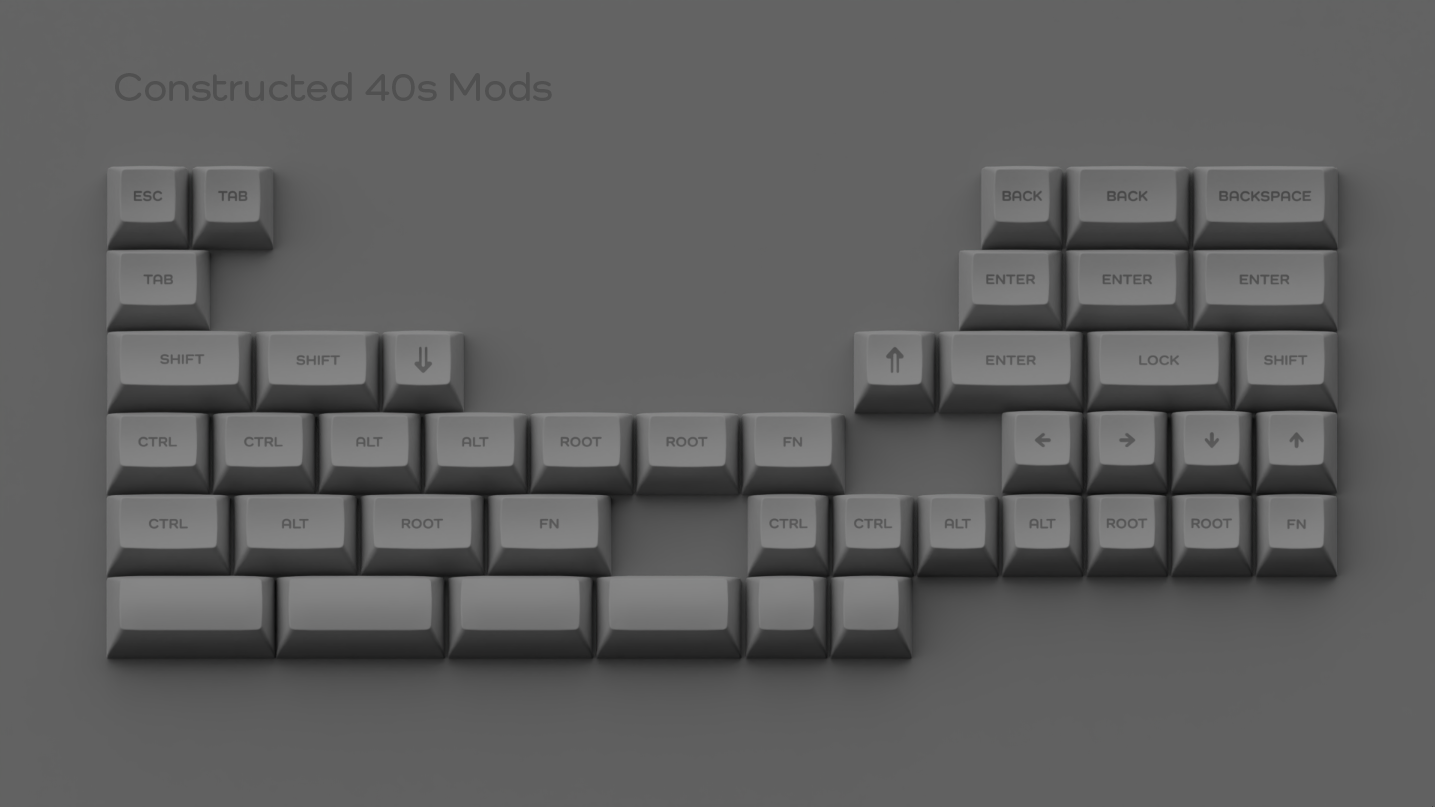 Constructed 40s Mods
ESC TAB BACK BACK BACKSPACE
TAB ENTER ENTER ENTER
SHIFT SHIFT ⇓ ⇑ ENTER LOCK SHIFT
CTRL CTRL ALT ALT ROOT ROOT FN ← → ↓ ↑
CTRL ALT ROOT FN CTRL CTRL ALT ALT ROOT ROOT FN